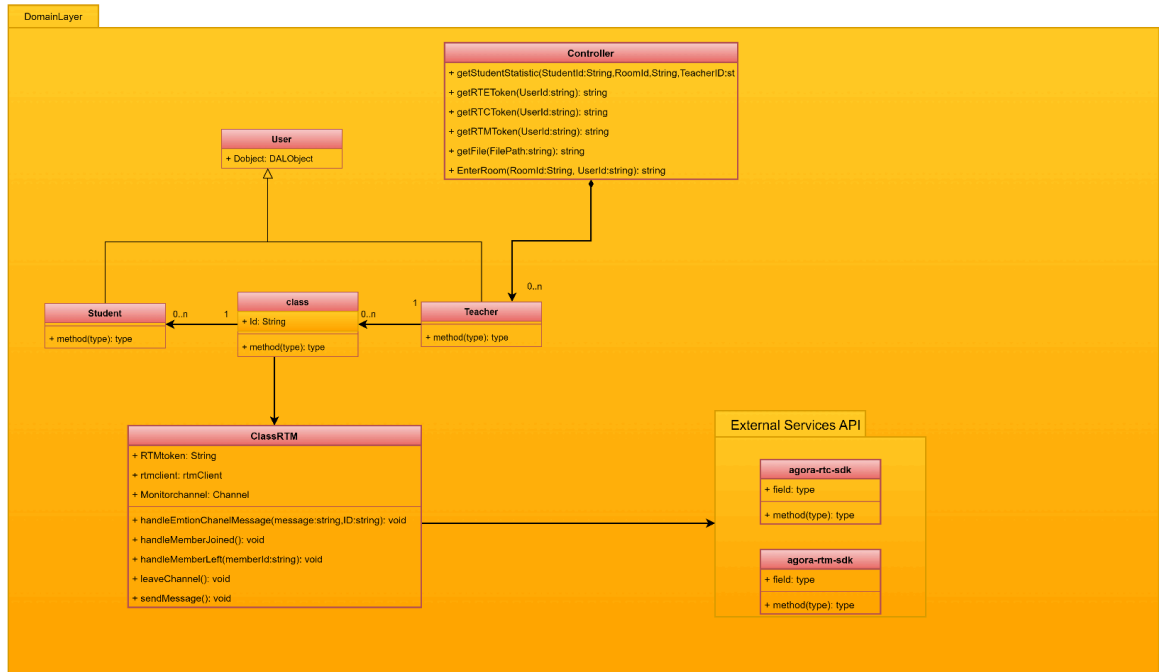 DomainLayer
Controller
+ getStudentStatistic(StudentId:String,RoomId,String,TeacherID:st
+ getRTEToken(UserId:string): string
+ getRTCToken(UserId:string): string
+ getRTMToken(UserId:string): string
+ getFile(FilePath:string): string
+ EnterRoom(RoomId:String, UserId:string): string
User
+ Dobject: DALObject
0..n
Student
+ method(type): type
0..n
1
class
+ Id: String
+ method(type): type
0..n
1
Teacher
+ method(type): type
ClassRTM
+ RTMtoken: String
+ rtmclient: rtmClient
+ Monitorchannel: Channel
+ handleEmtionChanelMessage(message:string,ID:string): void
+ handleMemberJoined(): void
+ handleMemberLeft(memberId:string): void
+ leaveChannel(): void
+ sendMessage(): void
External Services API
agora-rtc-sdk
+ field: type
+ method(type): type
agora-rtm-sdk
+ field: type
+ method(type): type